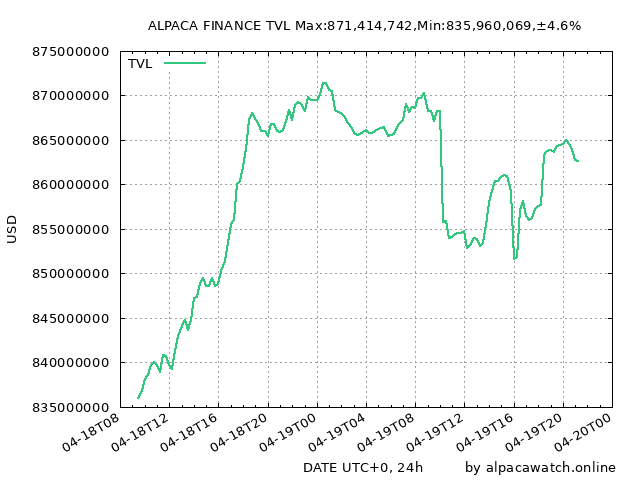 ALPACA FINANCE TVL Max:871,414,742,Min:835,960,069,±4.6%
TVL
875000000
870000000
865000000
860000000
855000000
850000000
845000000
840000000
835000000
USD
04-18T08
04-18T12
04-18T16
04-18T20
04-19T00
04-19T04
04-19T08
04-19T12
04-19T16
04-19T20
04-20T00
DATE UTC+0, 24h
by alpacawatch.online